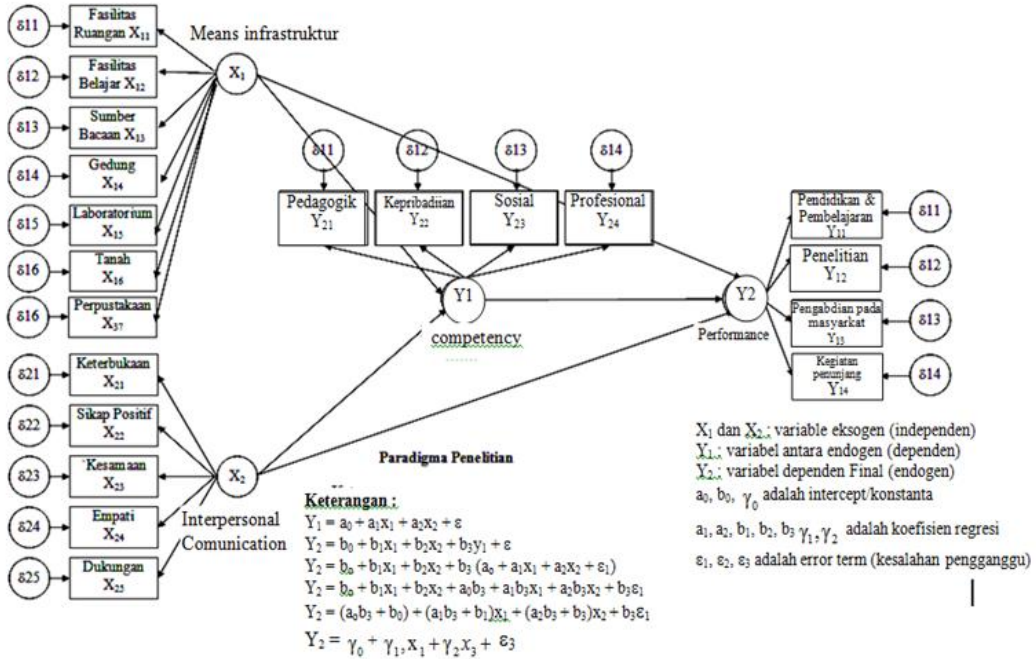 δ11
Fasilitas
Ruangan X₁₁
Means infrastruktur
X₁
δ12
Fasilitas
Belajar X₁₂
δ13
Sumber
Bacaan X₁₃
δ14
Gedung
X₁₄
δ15
Laboratorium
X₁₅
δ16
Tanah
X₁₆
δ16
Perpustakaan
X₃₇
δ11
δ12
δ13
δ14
Pedagogik
Y₂₁
Kepribadiian
Y₂₂
Sosial
Y₂₃
Profesional
Y₂₄
Y1
competency
Y2
Performance
Pendidikan &
Pembelajaran
Y₁₁
δ11
Penelitian
Y₁₂
δ12
Pengabdian pada
masyarkat
Y₁₃
δ13
Kegiatan
penunjang
Y₁₄
δ14
δ21
Keterbukaan
X₂₁
δ22
Sikap Positif
X₂₂
δ23
`Kesamaan
X₂₃
δ24
Empati
X₂₄
δ25
Dukungan
X₂₅
X₂
Interpersonal
Comunication
Paradigma Penelitian
Keterangan :
Y₁ = a₀ + a₁x₁ + a₂x₂ + ε
Y₂ = b₀ + b₁x₁ + b₂x₂ + b₃y₁ + ε
Y₂ = b₀ + b₁x₁ + b₂x₂ + b₃ (a₀ + a₁x₁ + a₂x₂ + ε₁)
Y₂ = b₀ + b₁x₁ + b₂x₂ + a₀b₃ + a₁b₃x₁ + a₂b₃x₂ + b₃ε₁
Y₂ = (a₀b₃ + b₀) + (a₁b₃ + b₁)x₁ + (a₂b₃ + b₃)x₂ + b₃ε₁
Y₂ = γ₀ + γ₁,x₁ + γ₂x₃ + ε₃
X₁ dan X₂ : variable eksogen (independen)
Y₁ : variabel antara endogen (dependen)
Y₂ : variabel dependen Final (endogen)
a₀, b₀, γ₀ adalah intercept/konstanta
a₁, a₂, b₁, b₂, b₃ γ₁,γ₂ adalah koefisien regresi
ε₁, ε₂, ε₃ adalah error term (kesalahan pengganggu)